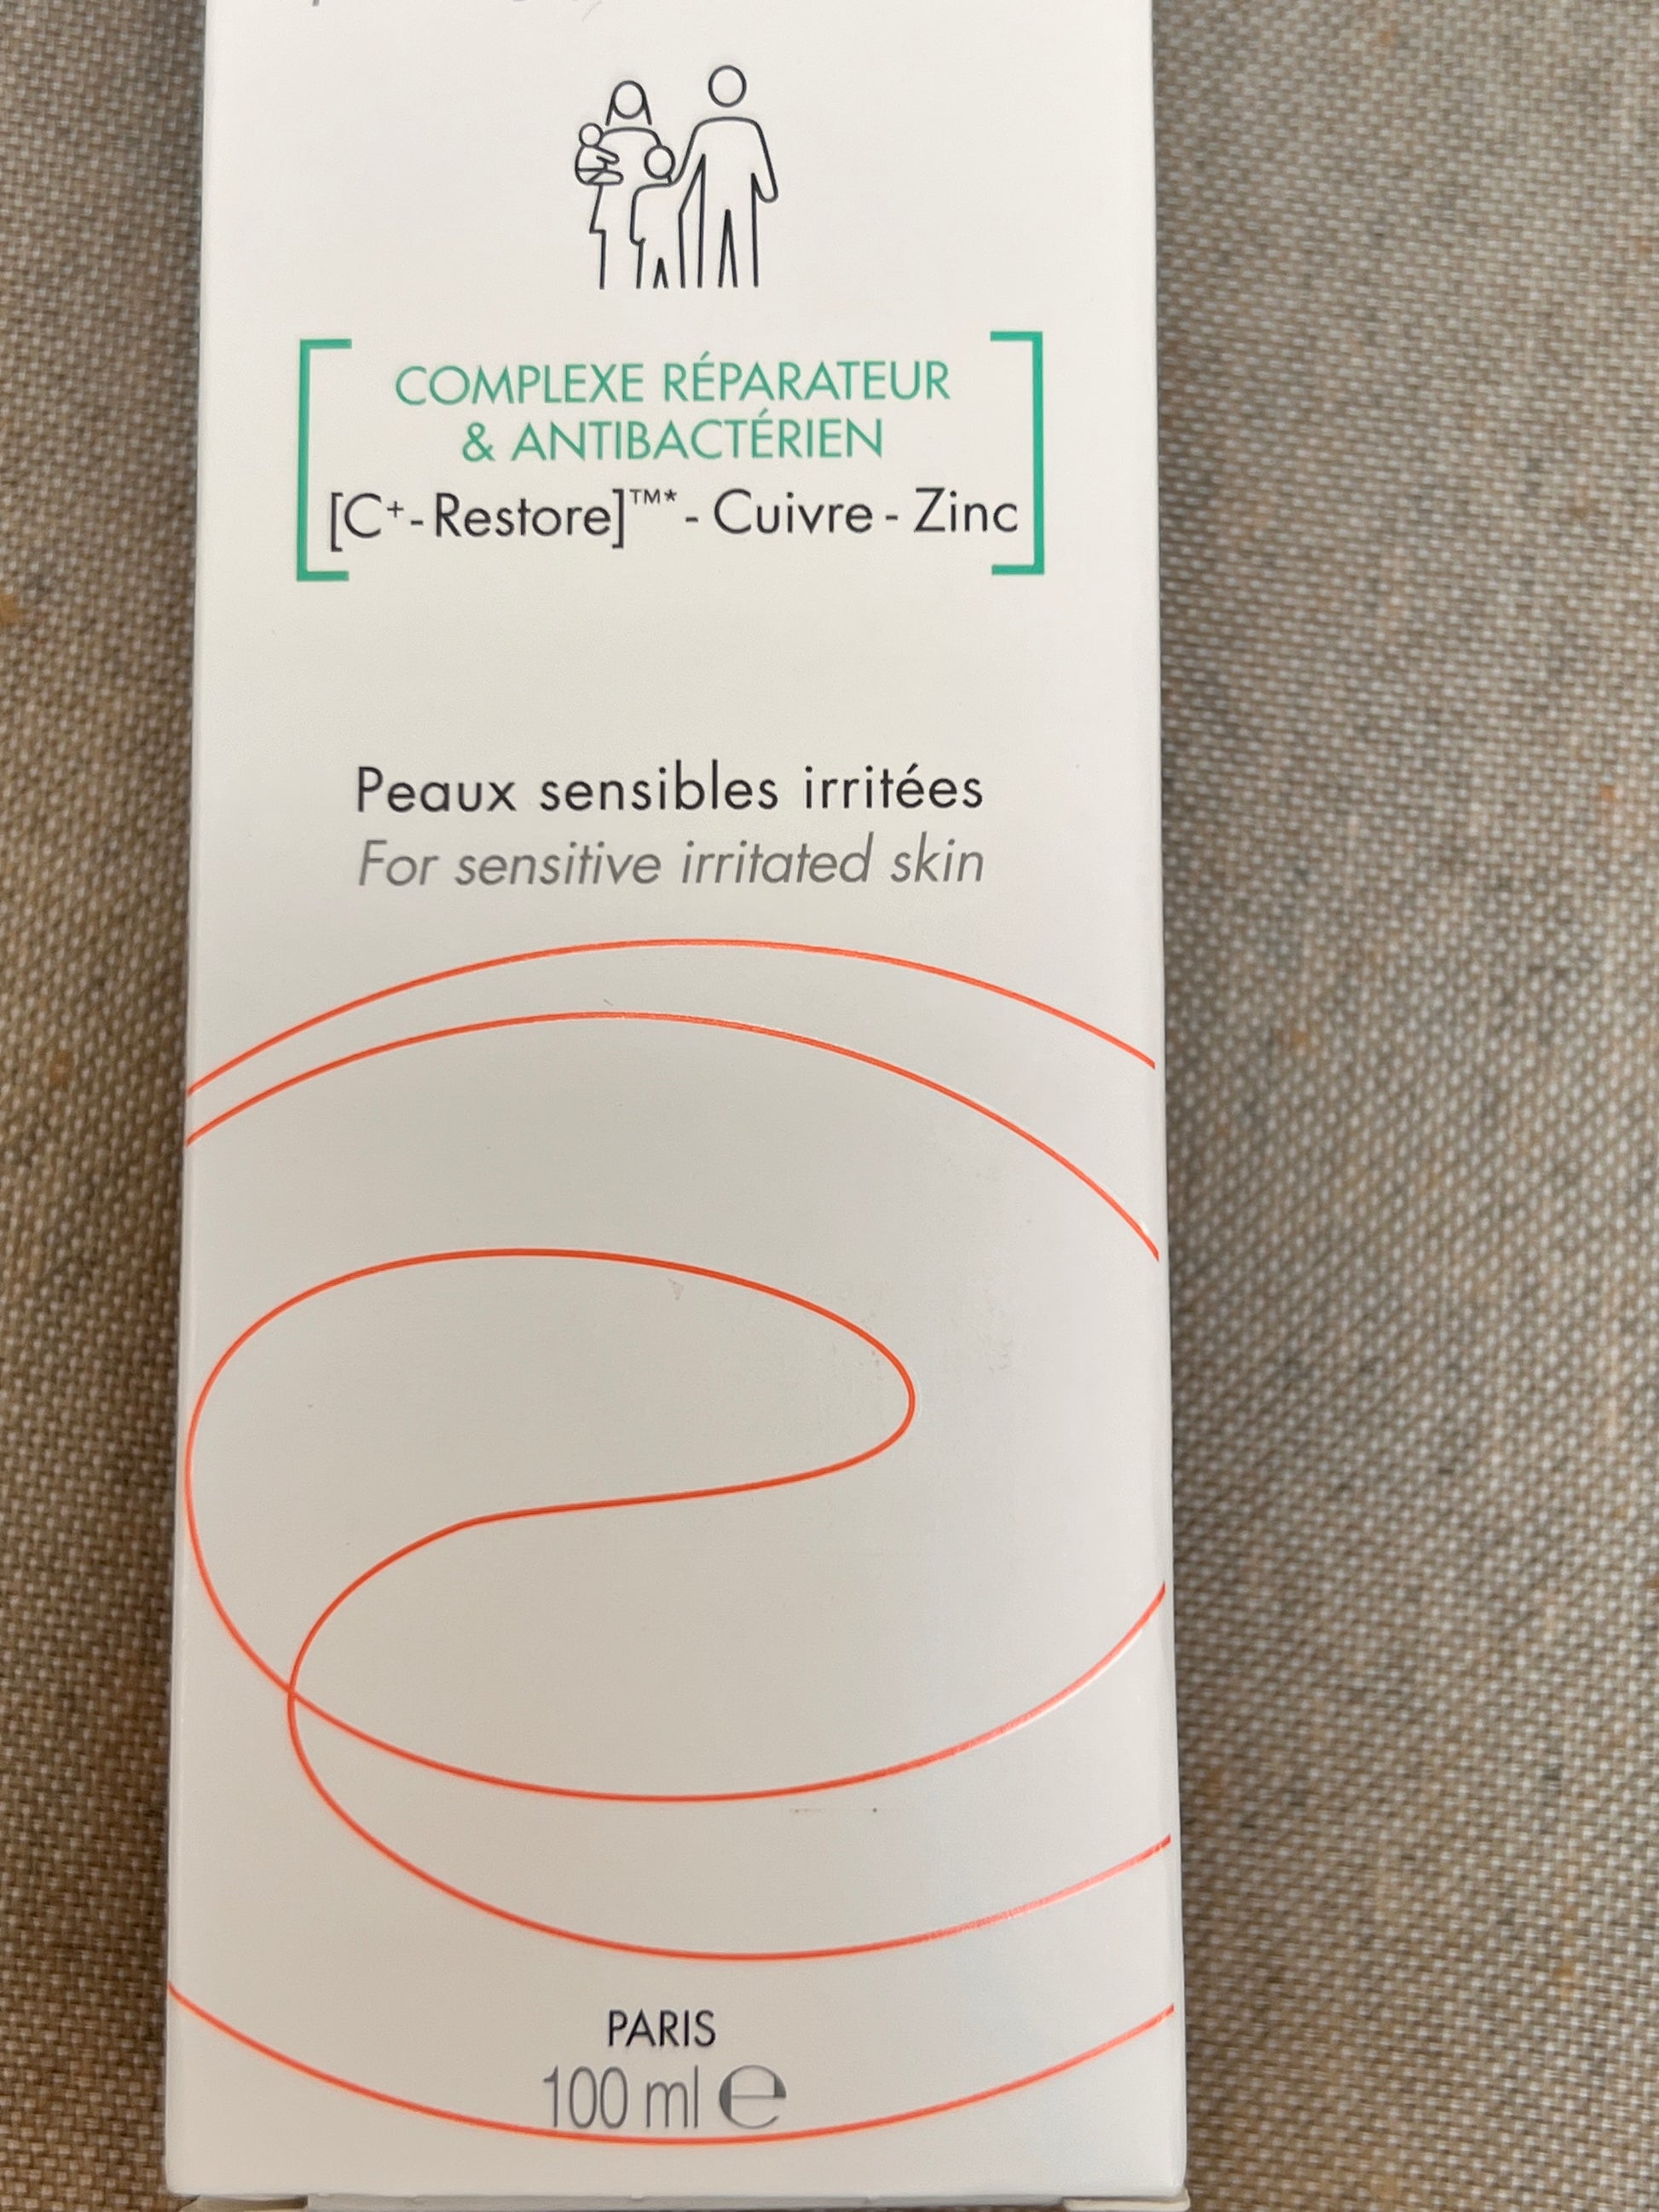 COMPLEXE RÉPARATEUR
& ANTIBACTÉRIEN
[C+-Restore]™* - Cuivre - Zinc
Peaux sensibles irritées
For sensitive irritated skin
PARIS
100 ml ℮